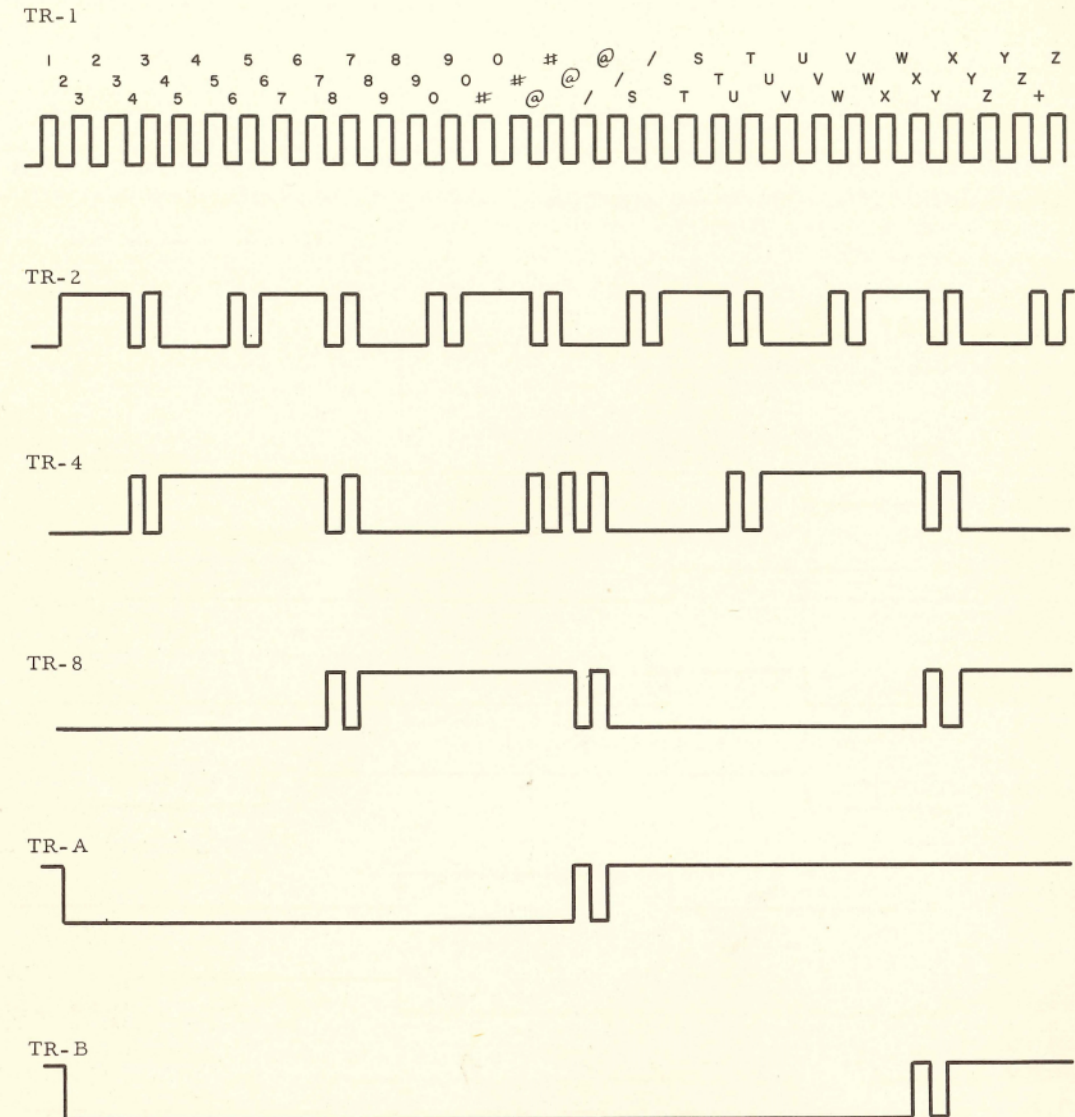 TR-1
1 2 3 4 5 6 7 8 9 0 # @ / S T U V W X Y Z
2 3 4 5 6 7 8 9 0 # @ / S T U V W X Y Z
3 4 5 6 7 8 9 0 # @ / S T U V W X Y Z +
TR-2
TR-4
TR-8
TR-A
TR-B